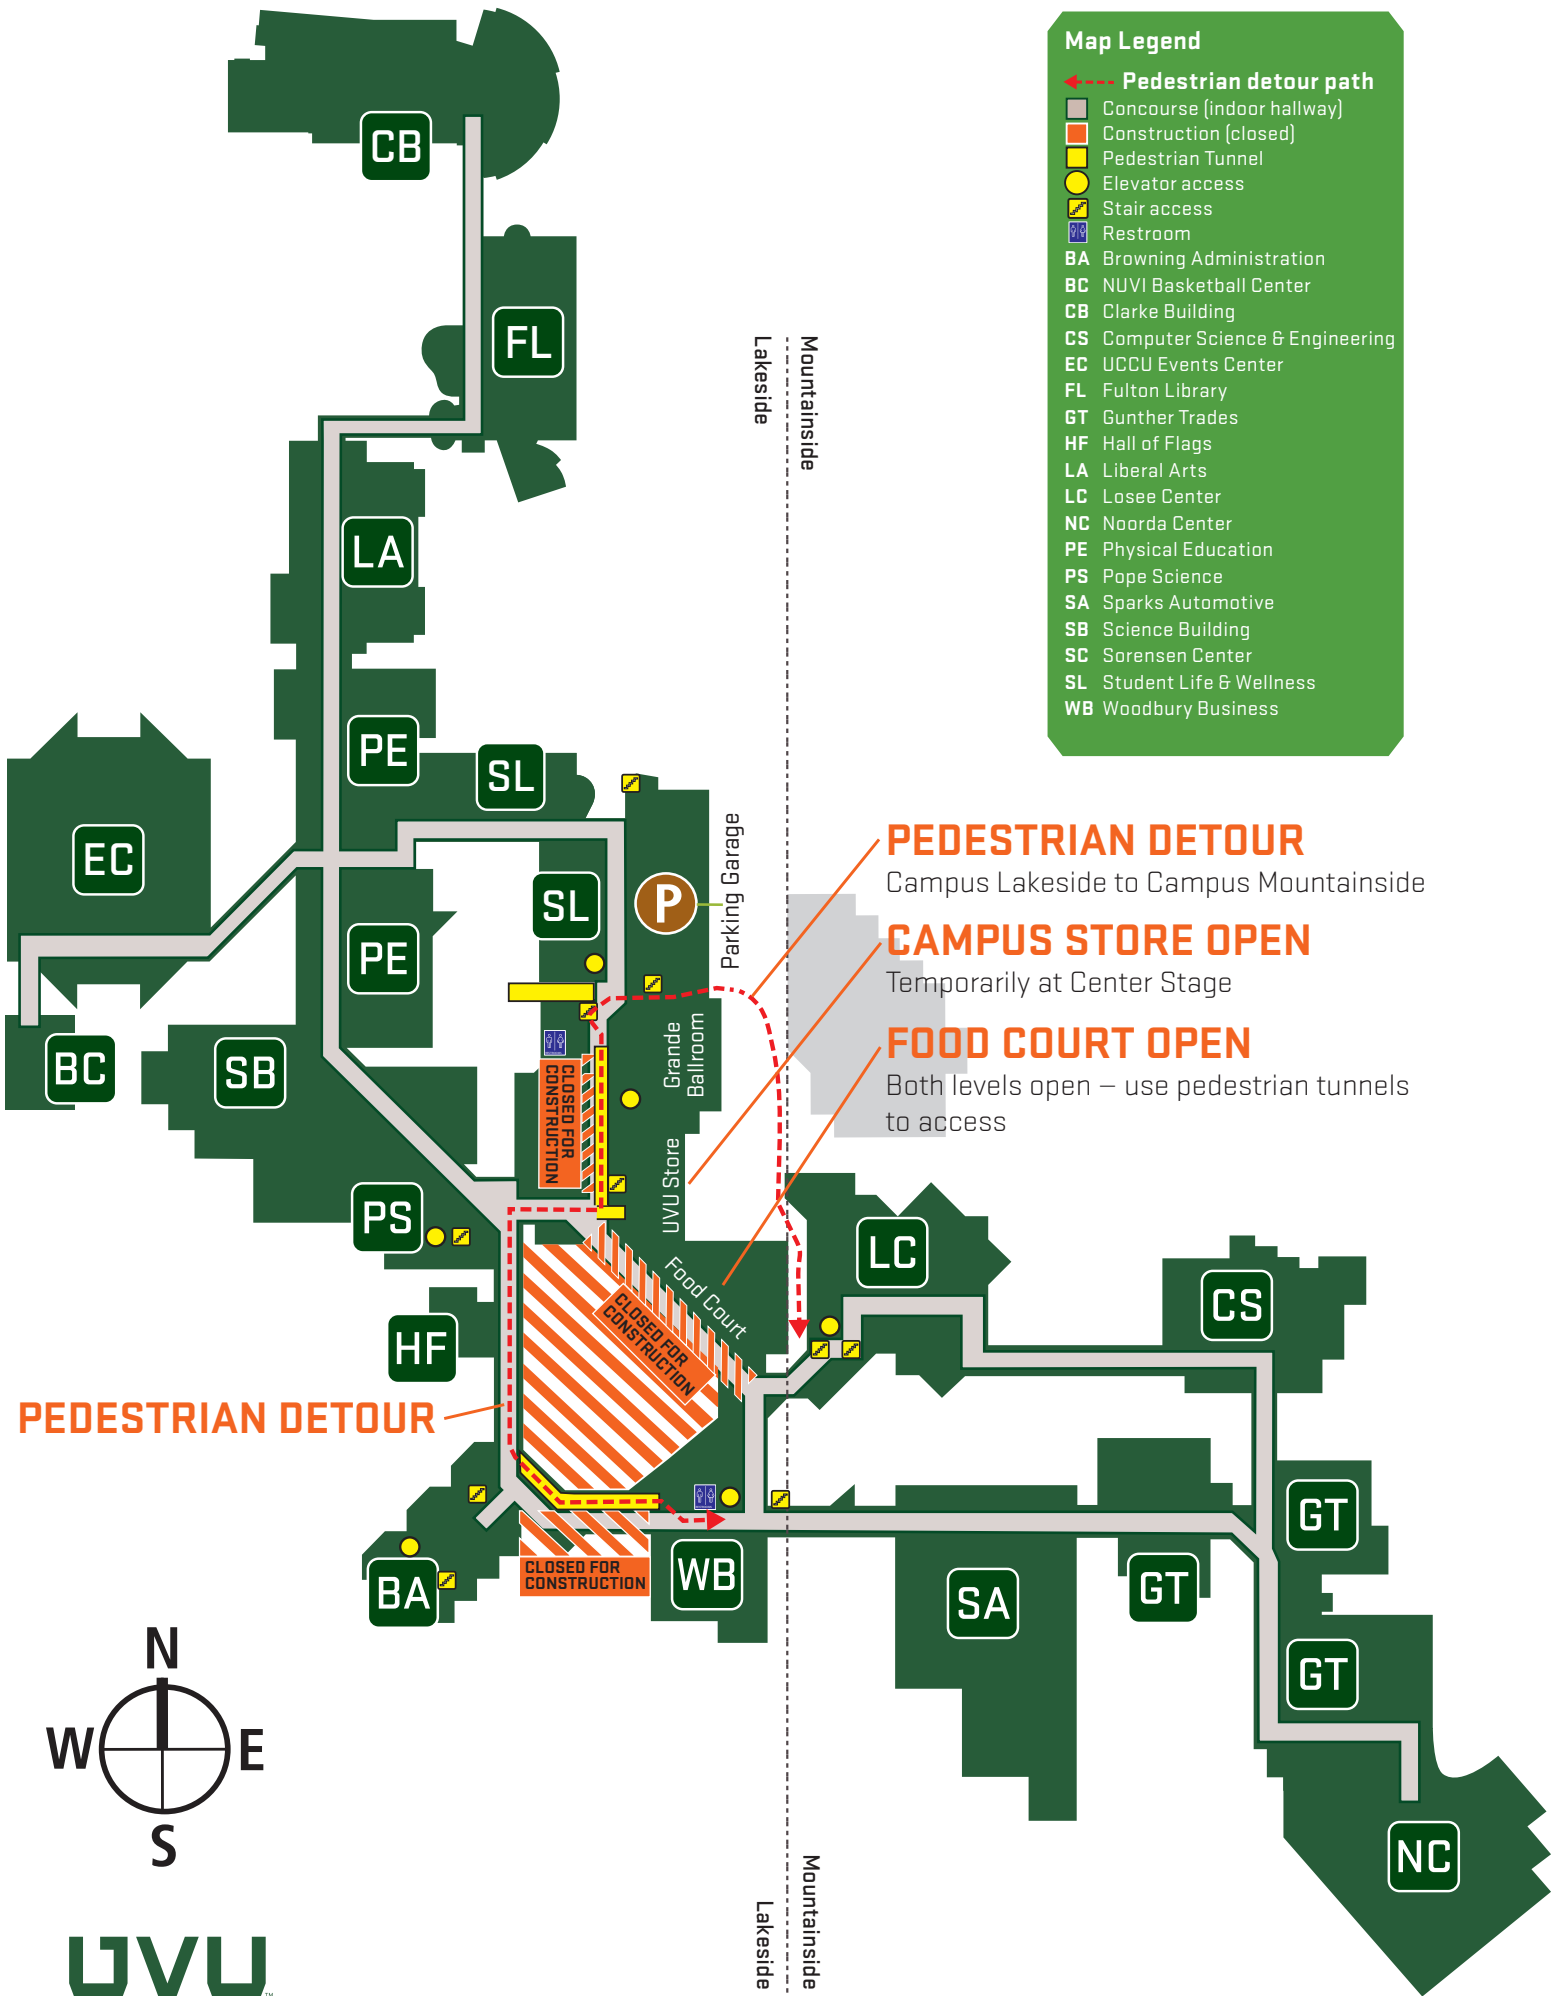 Map Legend
Pedestrian detour path
Concourse (indoor hallway)
Construction (closed)
Pedestrian Tunnel
Elevator access
Stair access
Restroom
BA Browning Administration
BC NUVI Basketball Center
CB Clarke Building
CS Computer Science & Engineering
EC UCCU Events Center
FL Fulton Library
GT Gunther Trades
HF Hall of Flags
LA Liberal Arts
LC Losee Center
NC Noorda Center
PE Physical Education
PS Pope Science
SA Sparks Automotive
SB Science Building
SC Sorensen Center
SL Student Life & Wellness
WB Woodbury Business
CB
FL
Lakeside
Mountainside
LA
PE
SL
EC
SL
P
Parking Garage
PE
PEDESTRIAN DETOUR
Campus Lakeside to Campus Mountainside
CAMPUS STORE OPEN
Temporarily at Center Stage
FOOD COURT OPEN
Both levels open – use pedestrian tunnels
to access
BC
SB
Grande
Ballroom
CLOSED FOR
CONSTRUCTION
UVU Store
PS
LC
CS
Food Court
CLOSED FOR
CONSTRUCTION
HF
PEDESTRIAN DETOUR
GT
CLOSED FOR
CONSTRUCTION
WB
BA
SA
GT
GT
N
W
E
S
NC
Lakeside
Mountainside
UVU
TM